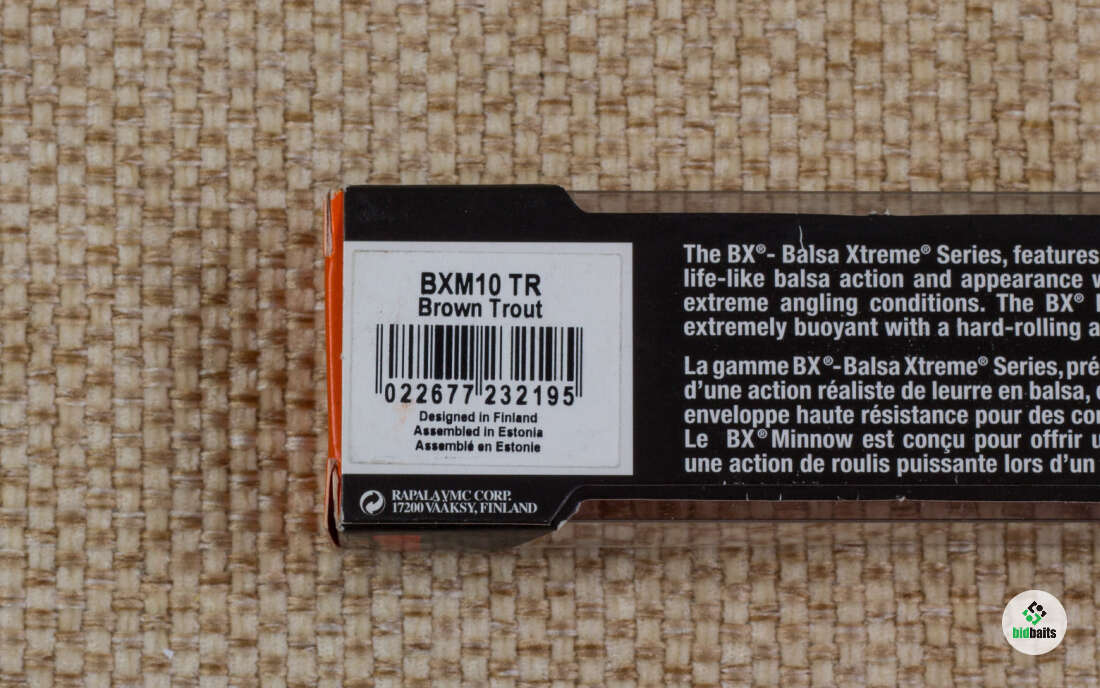 BXM10 TR
Brown Trout
022677 232195
Designed in Finland
Assembled in Estonia
Assemblé en Estonie
RAPALA VMC CORP.
17200 VÄÄKSY, FINLAND
The BX®- Balsa Xtreme® Series, features
life-like balsa action and appearance
extreme angling conditions. The BX®
extremely buoyant with a hard-rolling
La gamme BX®-Balsa Xtreme® Series, pré
d'une action réaliste de leurre en balsa,
enveloppe haute résistance pour des
Le BX® Minnow est conçu pour offrir
une action de roulis puissante lors d'un
bidbaits